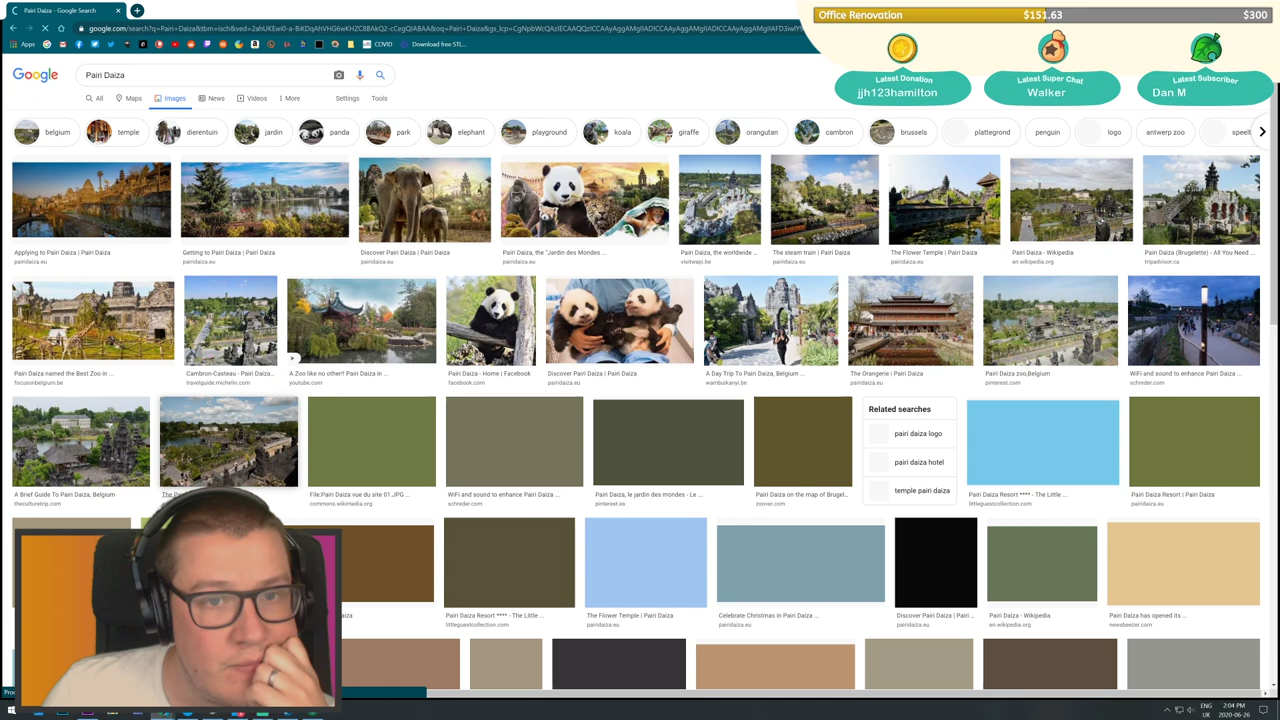 Pairi Daiza - Google Search
Office Renovation $151.63 $300
Apps
COVID
Download free STL...
Latest Donation
jjh123hamilton
Latest Super Chat
Walker
Latest Subscriber
Dan M
Google
Pairi Daiza
All Maps Images News Videos More Settings Tools
belgium temple dierentuin jardin panda park elephant playground koala giraffe orangutan cambron brussels plattegrond penguin logo antwerp zoo speelt
Applying to Pairi Daiza | Pairi Daiza
pairidaiza.eu
Getting to Pairi Daiza | Pairi Daiza
pairidaiza.eu
Discover Pairi Daiza | Pairi Daiza
pairidaiza.eu
Pairi Daiza, the "Jardin des Mondes ...
pairidaiza.eu
Pairi Daiza, the worldwide ...
visitwapi.be
The steam train | Pairi Daiza
pairidaiza.eu
The Flower Temple | Pairi Daiza
pairidaiza.eu
Pairi Daiza - Wikipedia
en.wikipedia.org
Pairi Daiza (Brugelette) - All You Need ...
tripadvisor.ca
Pairi Daiza named the Best Zoo in ...
focusonbelgium.be
Cambron-Casteau - Pairi Daiza...
travelguide.michelin.com
A Zoo like no other!! Pairi Daiza in ...
youtube.com
Pairi Daiza - Home | Facebook
facebook.com
Discover Pairi Daiza | Pairi Daiza
pairidaiza.eu
A Day Trip To Pairi Daiza, Belgium ...
wambulkanyi.be
The Orangerie | Pairi Daiza
pairidaiza.eu
Pairi Daiza zoo,Belgium
pinterest.com
WiFi and sound to enhance Pairi ...
schreder.com
A Brief Guide To Pairi Daiza, Belgium
theculturetrip.com
File:Pairi Daiza vue du site 01.JPG ...
commons.wikimedia.org
WiFi and sound to enhance Pairi Daiza ...
schreder.com
Pairi Daiza, le jardin des mondes - Le ...
pinterest.es
Pairi Daiza on the map of Brugel...
zoover.com
Related searches
pairi daiza logo
pairi daiza hotel
temple pairi daiza
Pairi Daiza Resort **** - The Little ...
littleguestcollection.com
Pairi Daiza Resort | Pairi Daiza
pairidaiza.eu
Pairi Daiza Resort **** - The Little ...
littleguestcollection.com
The Flower Temple | Pairi Daiza
pairidaiza.eu
Celebrate Christmas in Pairi Daiza...
pairidaiza.eu
Discover Pairi Daiza | Pairi ...
pairidaiza.eu
Pairi Daiza - Wikipedia
en.wikipedia.org
Pairi Daiza has opened its ...
newsbeezer.com
ENG
UK
2:04 PM
2020-06-26